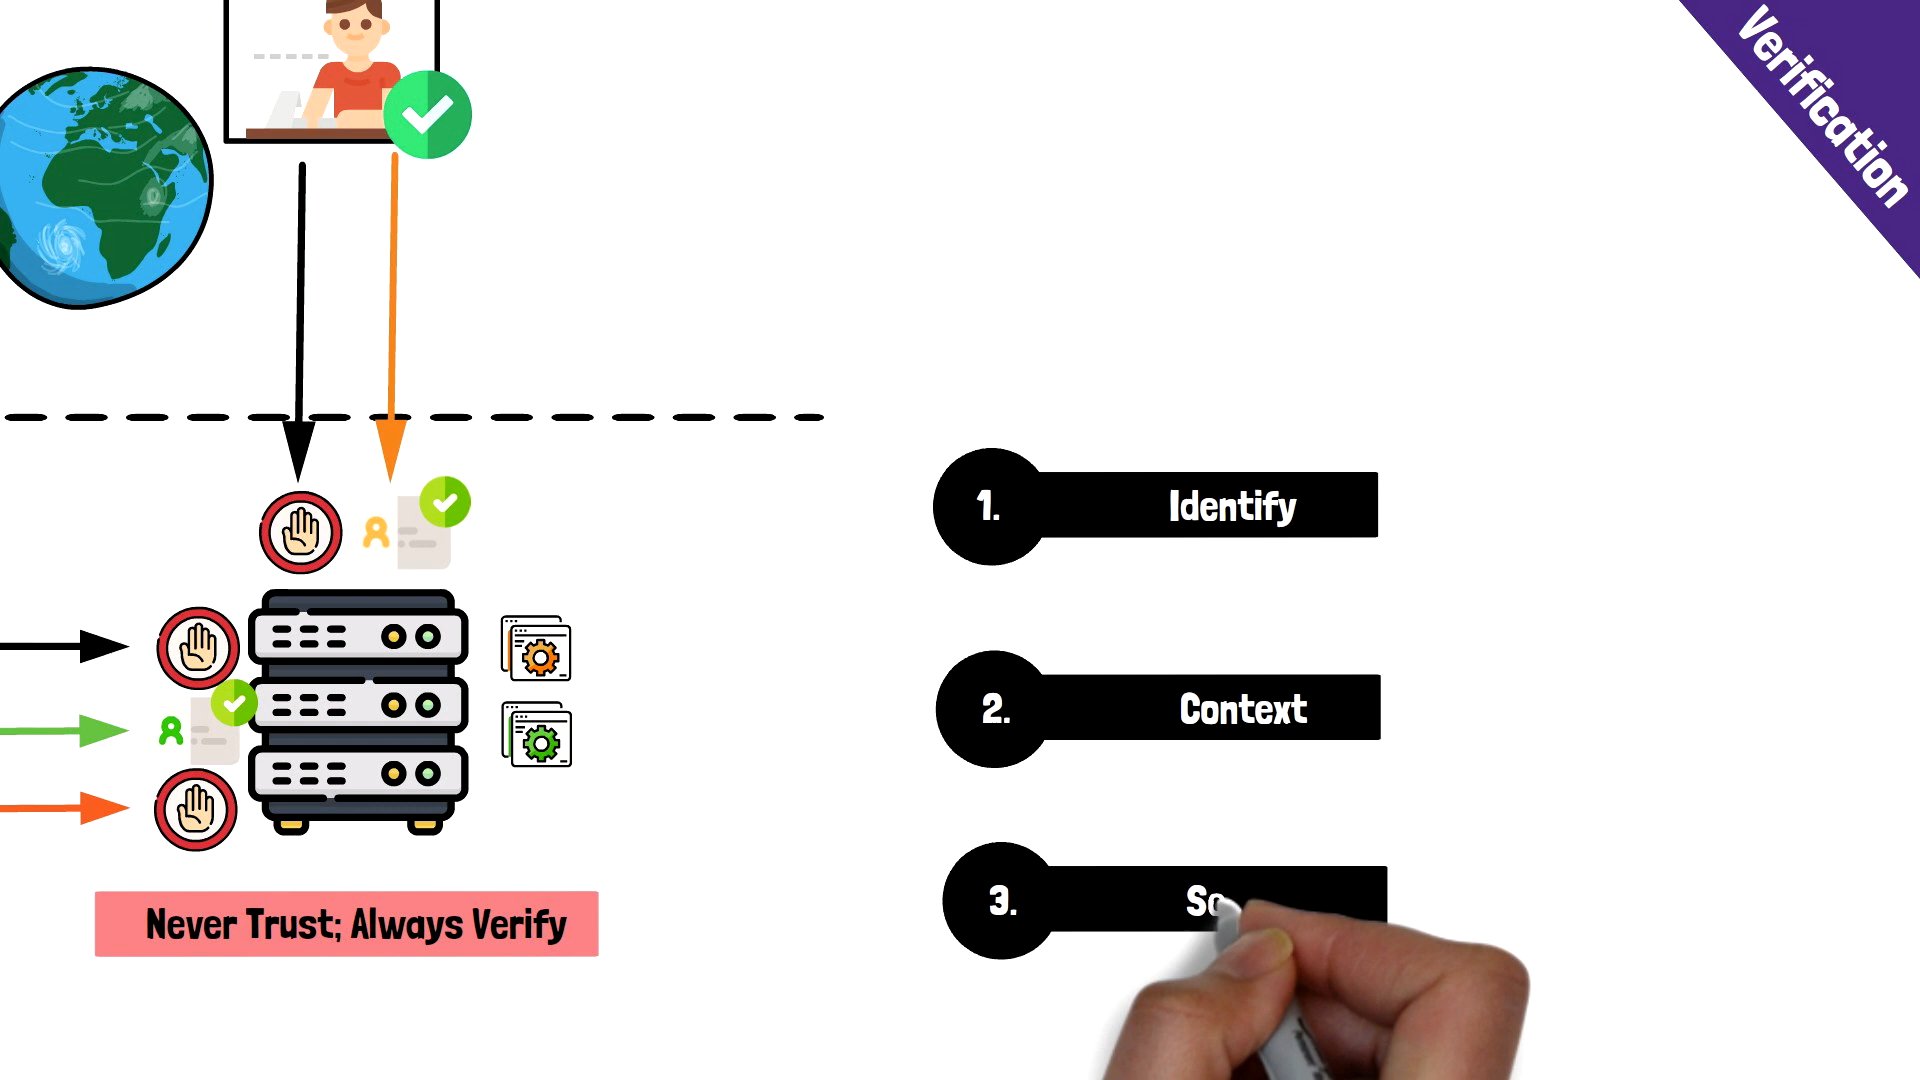 Verification
1. Identify
2. Context
3.
Never Trust; Always Verify